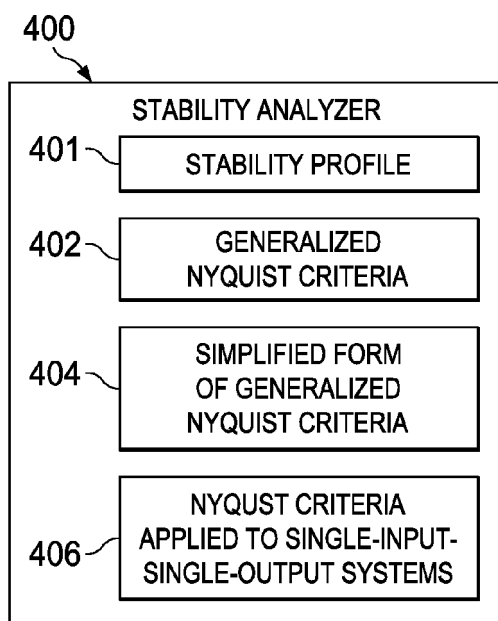 400
STABILITY ANALYZER
401
STABILITY PROFILE
402
GENERALIZED
NYQUIST CRITERIA
404
SIMPLIFIED FORM
OF GENERALIZED
NYQUIST CRITERIA
406
NYQUST CRITERIA
APPLIED TO SINGLE-INPUT-
SINGLE-OUTPUT SYSTEMS